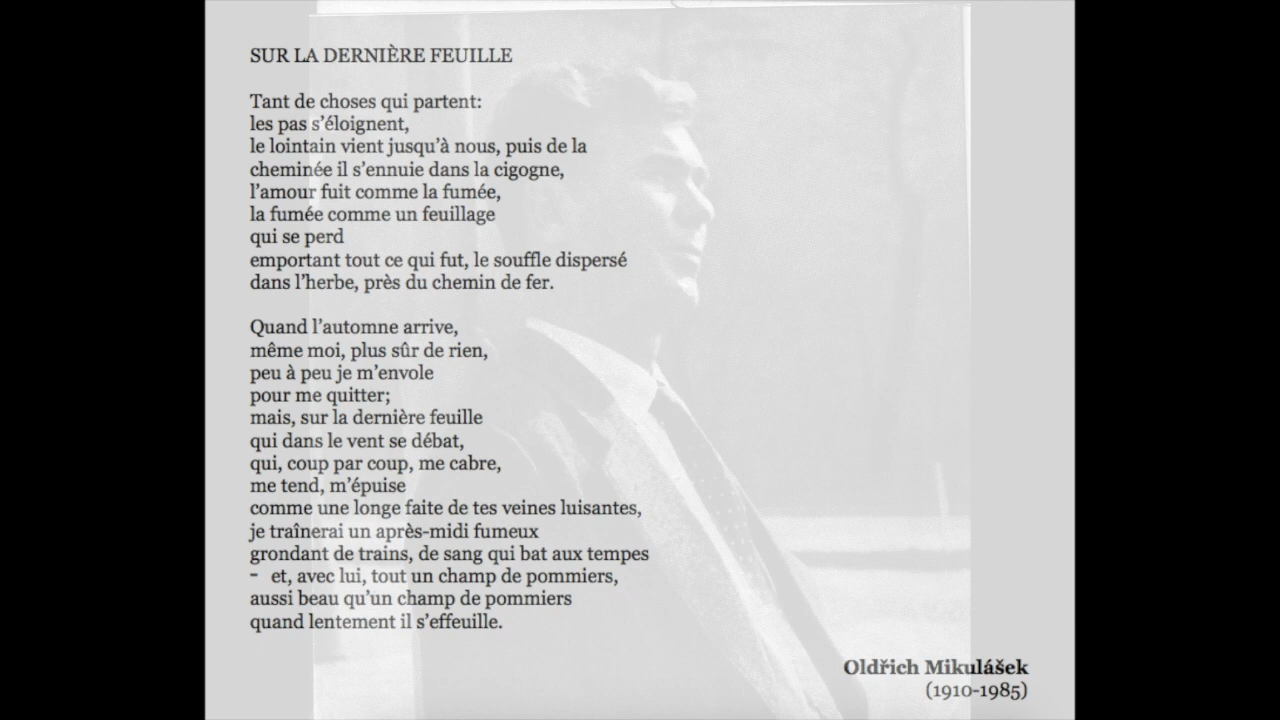 SUR LA DERNIÈRE FEUILLE
Tant de choses qui partent:
les pas s’éloignent,
le lointain vient jusqu’à nous, puis de la
cheminée il s’ennuie dans la cigogne,
l’amour fuit comme la fumée,
la fumée comme un feuillage
qui se perd
emportant tout ce qui fut, le souffle dispersé
dans l’herbe, près du chemin de fer.
Quand l’automne arrive,
même moi, plus sûr de rien,
peu à peu je m’envole
pour me quitter;
mais, sur la dernière feuille
qui dans le vent se débat,
qui, coup par coup, me cabre,
me tend, m’épuise
comme une longe faite de tes veines luisantes,
je traînerai un après-midi fumeux
grondant de trains, de sang qui bat aux tempes
- et, avec lui, tout un champ de pommiers,
aussi beau qu’un champ de pommiers
quand lentement il s’effeuille.
Oldřich Mikulášek
(1910-1985)